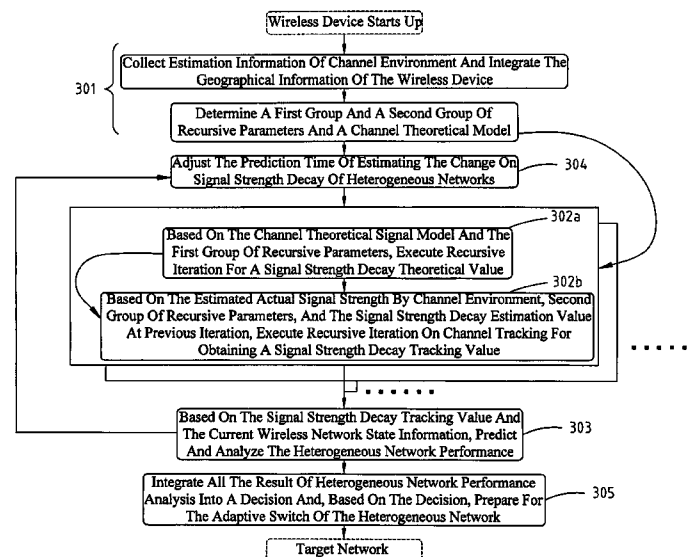 Wireless Device Starts Up
Collect Estimation Information Of Channel Environment And Integrate The
Geographical Information Of The Wireless Device
301
Determine A First Group And A Second Group Of
Recursive Parameters And A Channel Theoretical Model
Adjust The Prediction Time Of Estimating The Change On
Signal Strength Decay Of Heterogeneous Networks
304
302a
Based On The Channel Theoretical Signal Model And The
First Group Of Recursive Parameters, Execute Recursive
Iteration For A Signal Strength Decay Theoretical Value
302b
Based On The Estimated Actual Signal Strength By Channel Environment, Second
Group Of Recursive Parameters, And The Signal Strength Decay Estimation Value
At Previous Iteration, Execute Recursive Iteration On Channel Tracking For
Obtaining A Signal Strength Decay Tracking Value
Based On The Signal Strength Decay Tracking Value And
The Current Wireless Network State Information, Predict
And Analyze The Heterogeneous Network Performance
303
Integrate All The Result Of Heterogeneous Network Performance
Analysis Into A Decision And, Based On The Decision, Prepare For
The Adaptive Switch Of The Heterogeneous Network
305
Target Network